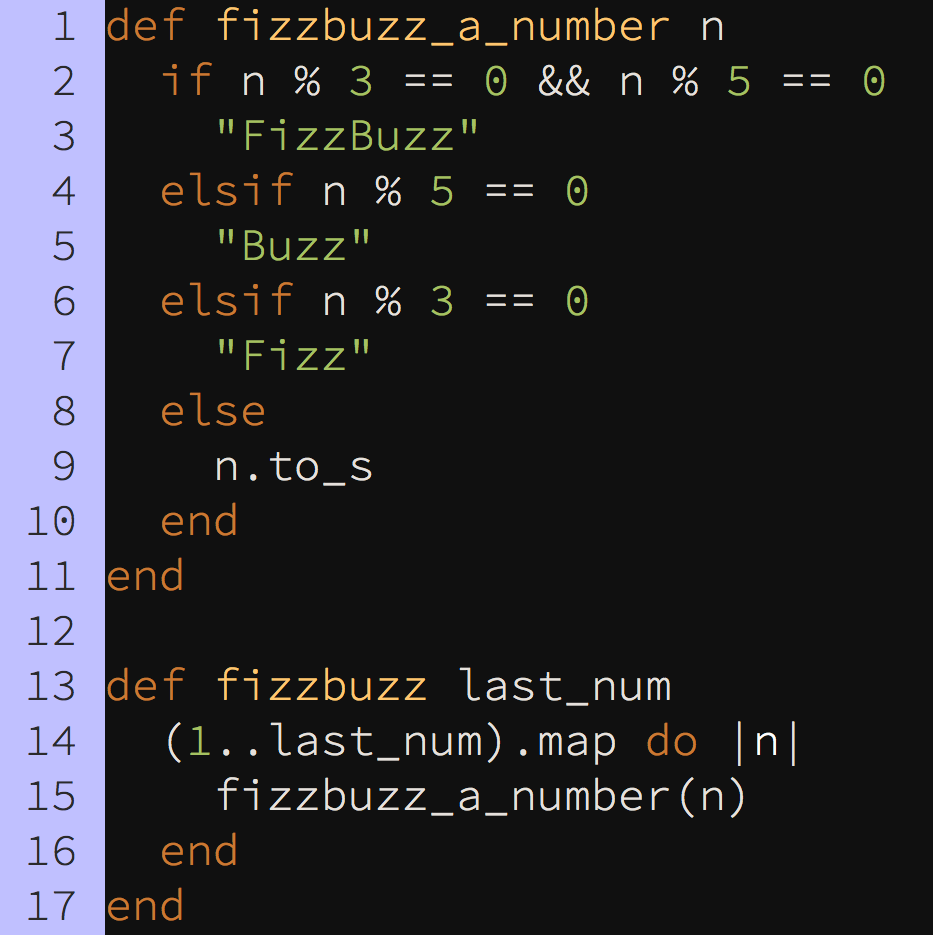 1 def fizzbuzz_a_number n
2   if n % 3 == 0 && n % 5 == 0
3     "FizzBuzz"
4   elsif n % 5 == 0
5     "Buzz"
6   elsif n % 3 == 0
7     "Fizz"
8   else
9     n.to_s
10   end
11 end
12
13 def fizzbuzz last_num
14   (1..last_num).map do |n|
15     fizzbuzz_a_number(n)
16   end
17 end